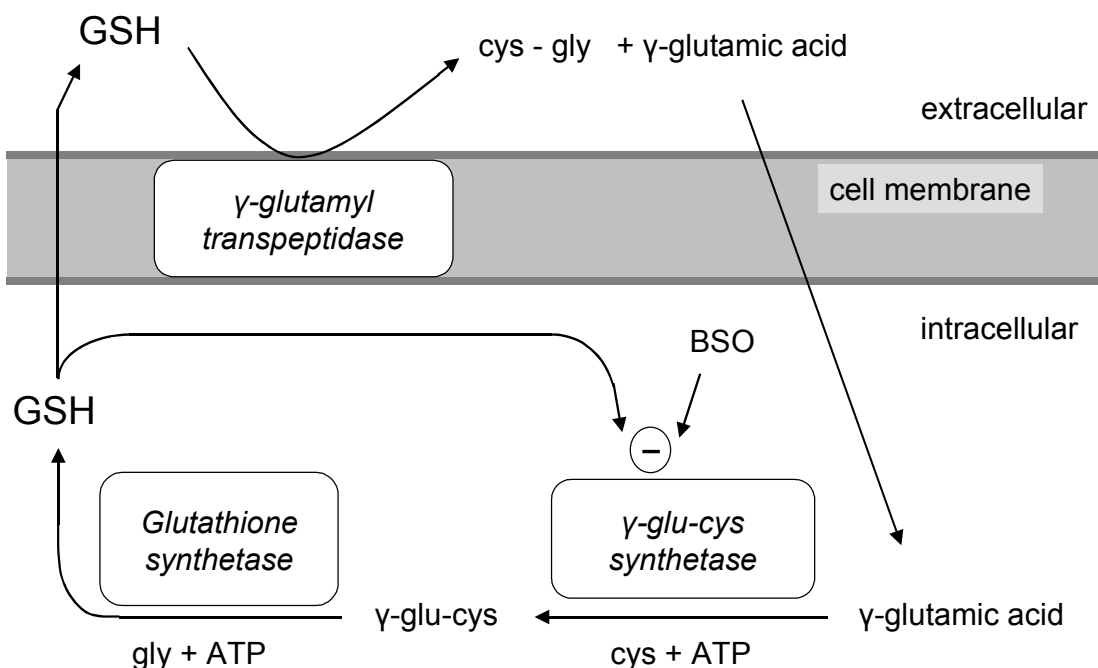 GSH
cys - gly + γ-glutamic acid
extracellular
cell membrane
γ-glutamyl
transpeptidase
intracellular
BSO
GSH
–
Glutathione
synthetase
γ-glu-cys
synthetase
γ-glu-cys
γ-glutamic acid
gly + ATP
cys + ATP